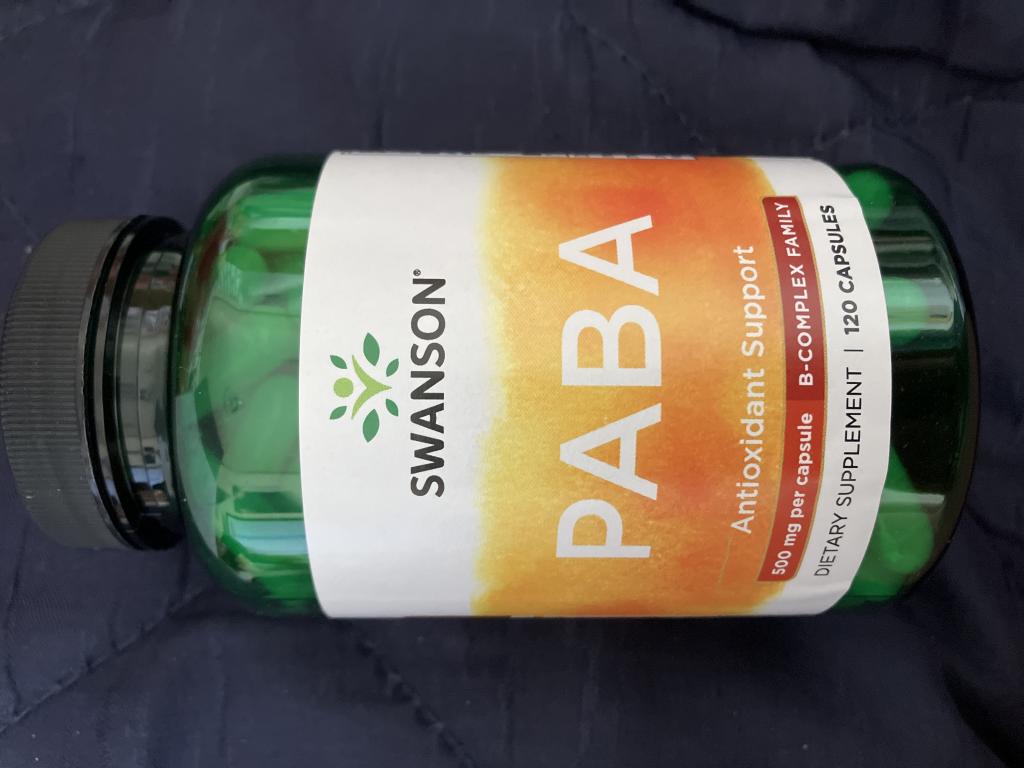 SWANSON®
PABA
Antioxidant Support
500 mg per capsule B-COMPLEX FAMILY
DIETARY SUPPLEMENT | 120 CAPSULES